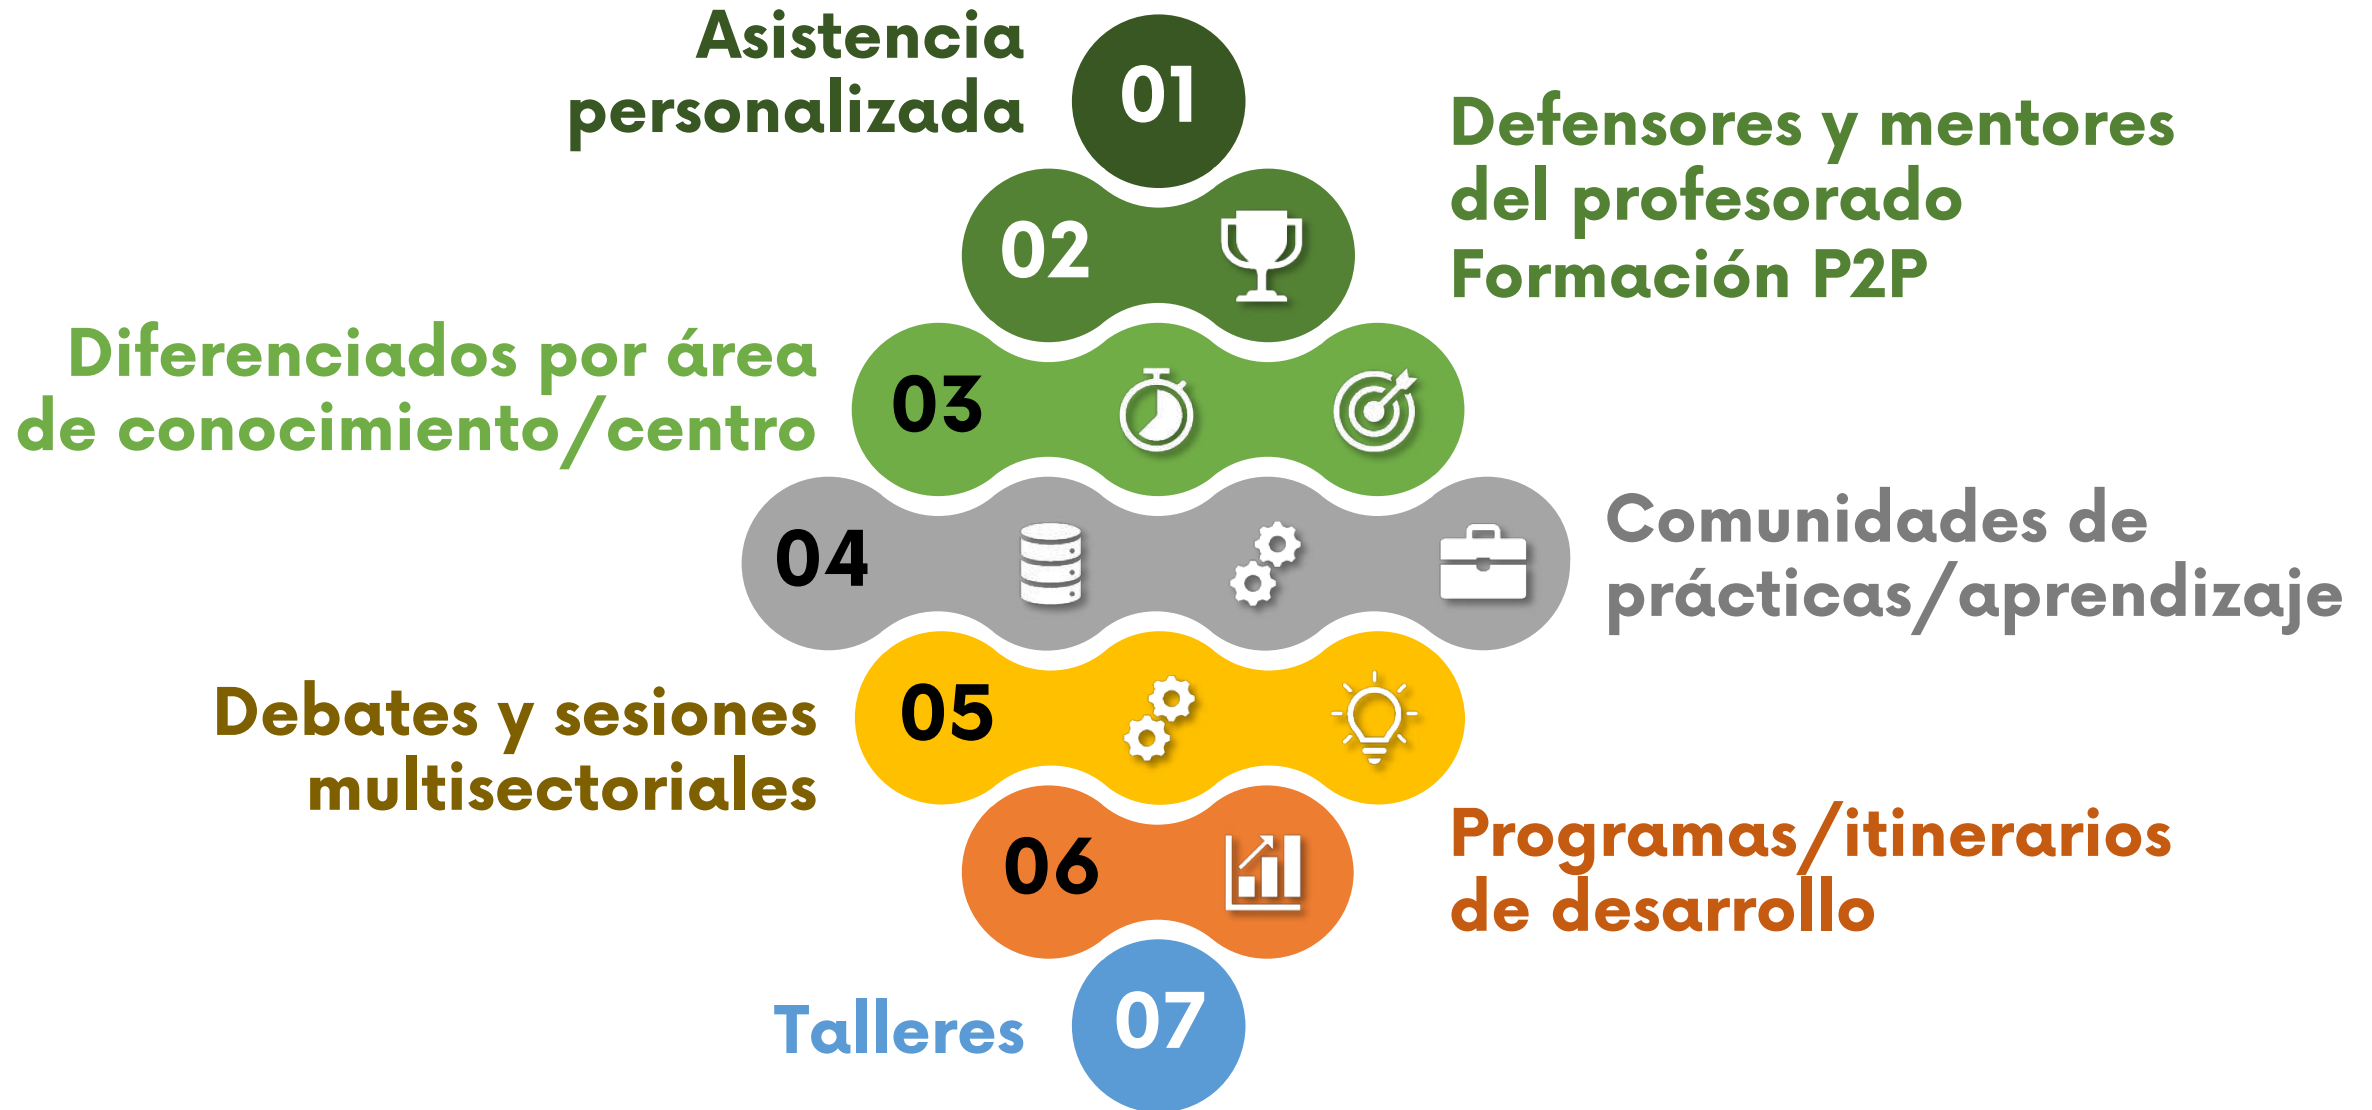 Asistencia
personalizada
01
Defensores y mentores
del profesorado
Formación P2P
02
Diferenciados por área
de conocimiento/centro
03
04
Comunidades de
prácticas/aprendizaje
Debates y sesiones
multisectoriales
05
06
Programas/itinerarios
de desarrollo
Talleres
07